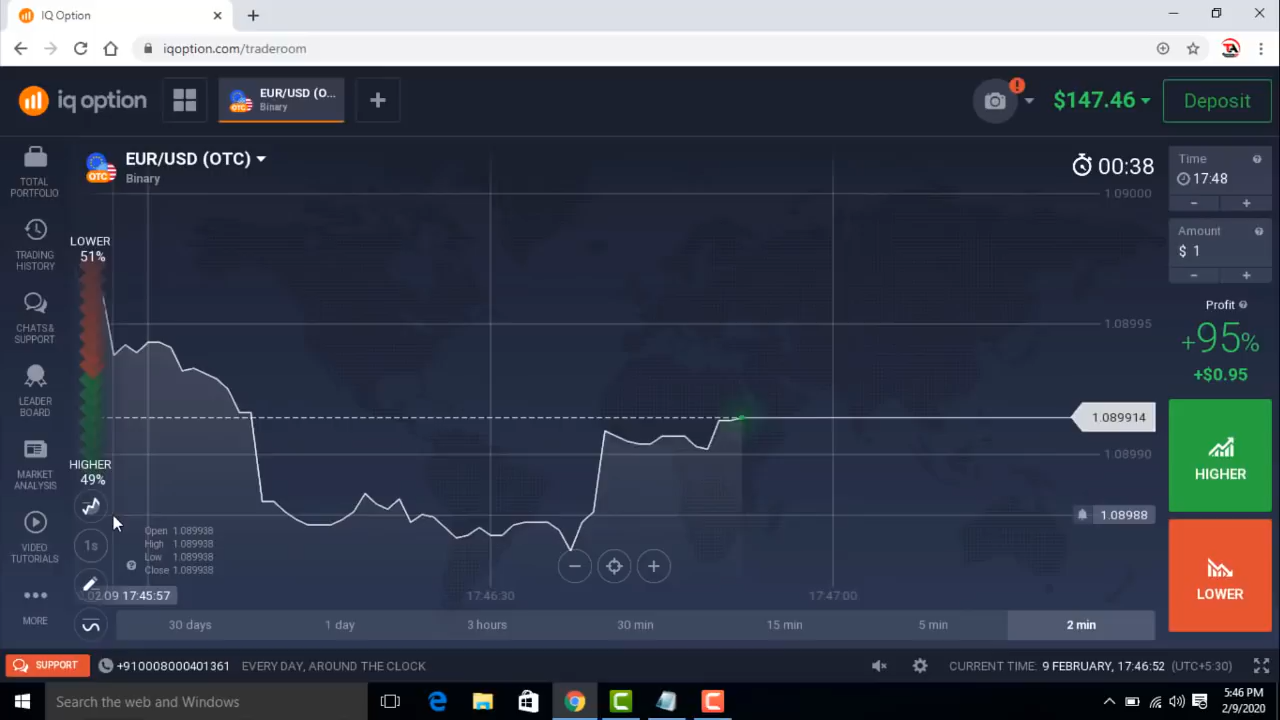 IQ Option
iqoption.com/traderoom
iq option
EUR/USD (O...
Binary
OTC
!
$147.46
Deposit
TOTAL
PORTFOLIO
TRADING
HISTORY
CHATS &
SUPPORT
LEADER
BOARD
MARKET
ANALYSIS
VIDEO
TUTORIALS
MORE
OTC
EUR/USD (OTC)
Binary
00:38
LOWER
51%
HIGHER
49%
1s
Open 1.089938
High 1.089938
Low 1.089938
Close 1.089938
1.09000
1.08995
1.089914
1.08990
1.08988
02.09 17:45:57
17:46:30
17:47:00
30 days
1 day
3 hours
30 min
15 min
5 min
2 min
Time
17:48
- +
Amount
$ 1
- +
Profit
+95%
+$0.95
HIGHER
LOWER
SUPPORT
+910008000401361
EVERY DAY, AROUND THE CLOCK
CURRENT TIME: 9 FEBRUARY, 17:46:52 (UTC+5:30)
Search the web and Windows
5:46 PM
2/9/2020